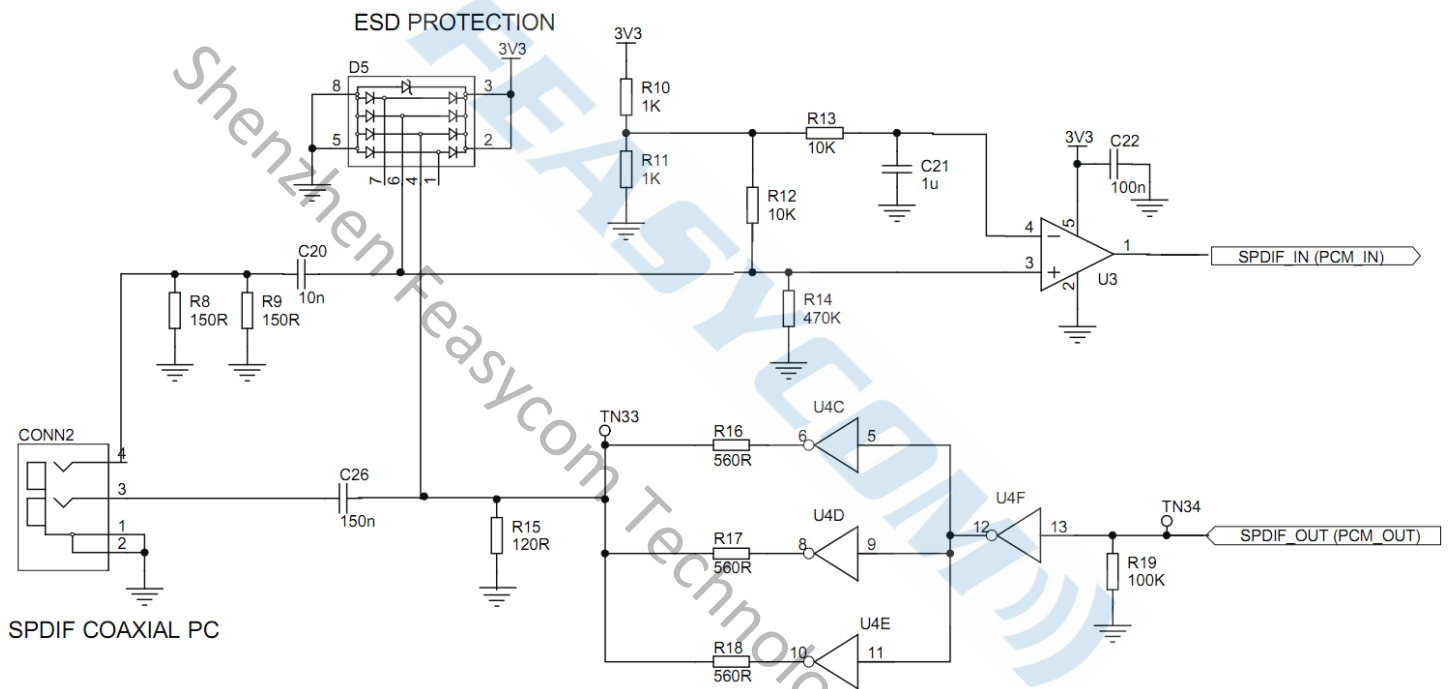 ESD PROTECTION
3V3
D5
8
3
5
2
7
6
4
1
3V3
R10
1K
R11
1K
R13
10K
C21
1u
R12
10K
3V3
C22
100n
4
5
3
2
1
U3
SPDIF_IN (PCM_IN)
C20
10n
R8
150R
R9
150R
R14
470K
CONN2
4
3
1
2
SPDIF COAXIAL PC
C26
150n
R15
120R
TN33
R16
560R
6
U4C
5
R17
560R
8
U4D
9
R18
560R
10
U4E
11
12
U4F
13
TN34
R19
100K
SPDIF_OUT (PCM_OUT)
Shenzhen Feasycom Technolo
FEASYCOM